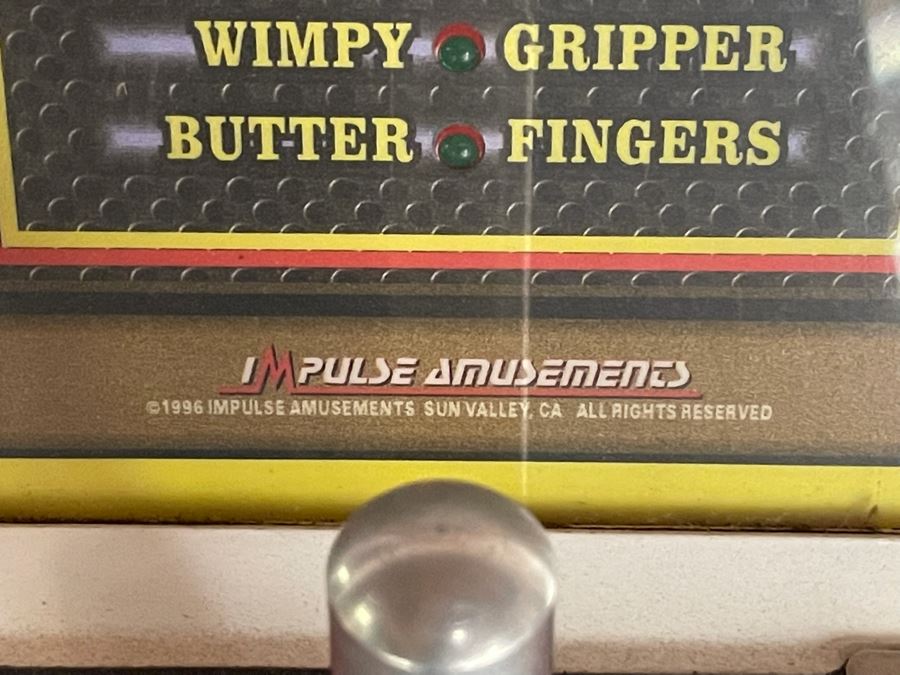 WIMPY GRIPPER
BUTTER FINGERS
IMPULSE AMUSEMENTS
©1996 IMPULSE AMUSEMENTS SUN VALLEY, CA ALL RIGHTS RESERVED